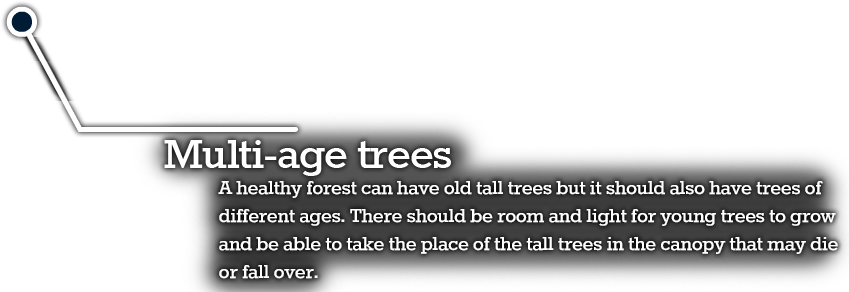 Multi-age trees
A healthy forest can have old tall trees but it should also have trees of
different ages. There should be room and light for young trees to grow
and be able to take the place of the tall trees in the canopy that may die
or fall over.